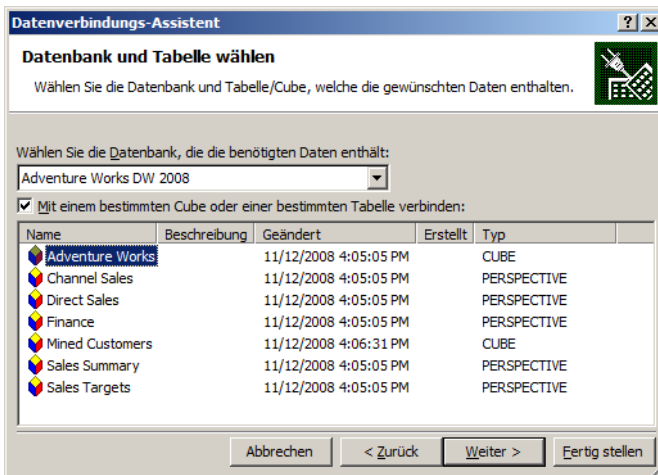 Datenverbindungs-Assistent
Datenbank und Tabelle wählen
Wählen Sie die Datenbank und Tabelle/Cube, welche die gewünschten Daten enthalten.
Wählen Sie die Datenbank, die die benötigten Daten enthält:
Adventure Works DW 2008
Mit einem bestimmten Cube oder einer bestimmten Tabelle verbinden:
Name Beschreibung Geändert Erstellt Typ
Adventure Works 11/12/2008 4:05:05 PM CUBE
Channel Sales 11/12/2008 4:05:05 PM PERSPECTIVE
Direct Sales 11/12/2008 4:05:05 PM PERSPECTIVE
Finance 11/12/2008 4:05:05 PM PERSPECTIVE
Mined Customers 11/12/2008 4:06:31 PM CUBE
Sales Summary 11/12/2008 4:05:05 PM PERSPECTIVE
Sales Targets 11/12/2008 4:05:05 PM PERSPECTIVE
Abbrechen < Zurück Weiter > Fertig stellen